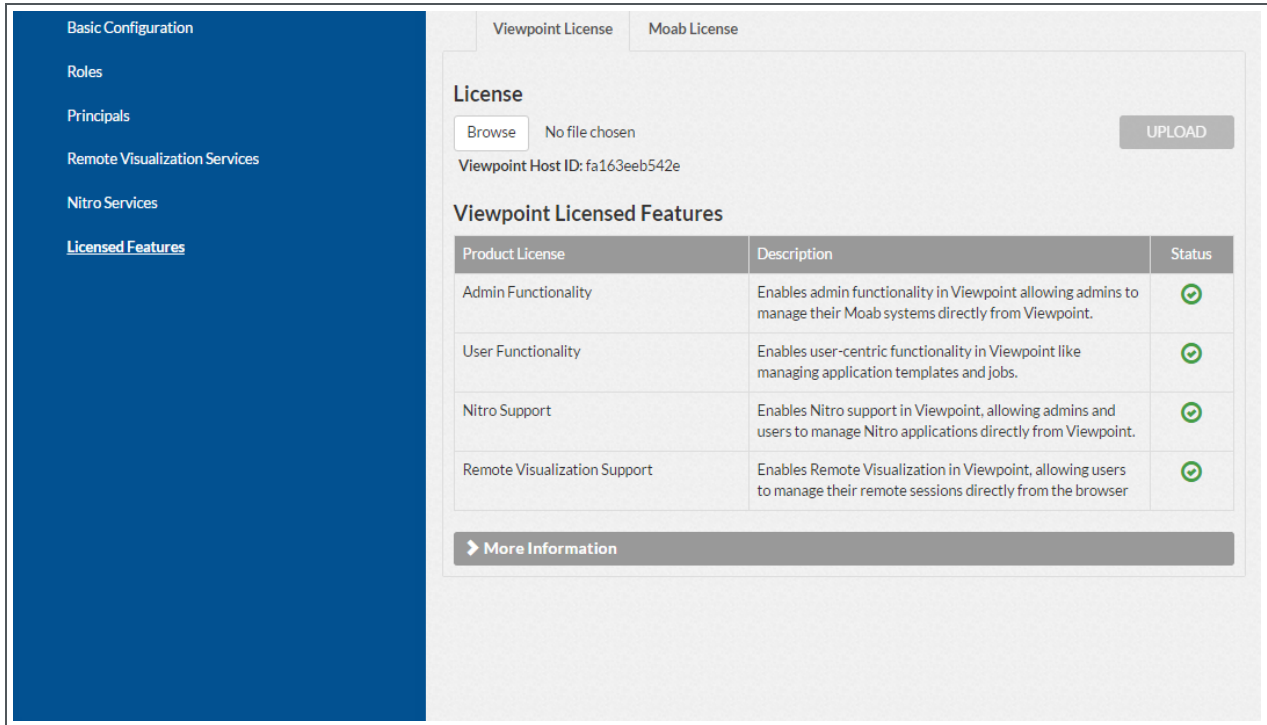 Basic Configuration
Roles
Principals
Remote Visualization Services
Nitro Services
Licensed Features
Viewpoint License
Moab License
License
Browse
No file chosen
UPLOAD
Viewpoint Host ID: fa163eeb542e
Viewpoint Licensed Features
Product License
Description
Status
Admin Functionality
Enables admin functionality in Viewpoint allowing admins to
manage their Moab systems directly from Viewpoint.
User Functionality
Enables user-centric functionality in Viewpoint like
managing application templates and jobs.
Nitro Support
Enables Nitro support in Viewpoint, allowing admins and
users to manage Nitro applications directly from Viewpoint.
Remote Visualization Support
Enables Remote Visualization in Viewpoint, allowing users
to manage their remote sessions directly from the browser
More Information